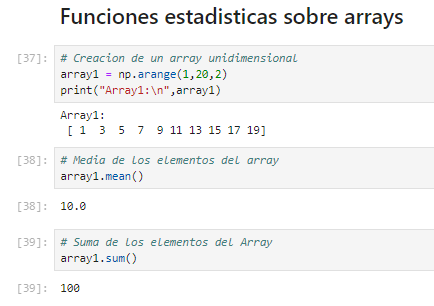 Funciones estadisticas sobre arrays
[37]: # Creacion de un array unidimensional
array1 = np.arange(1,20,2)
print("Array1:\n",array1)
Array1:
 [ 1  3  5  7  9 11 13 15 17 19]
[38]: # Media de los elementos del array
array1.mean()
[38]: 10.0
[39]: # Suma de los elementos del Array
array1.sum()
[39]: 100